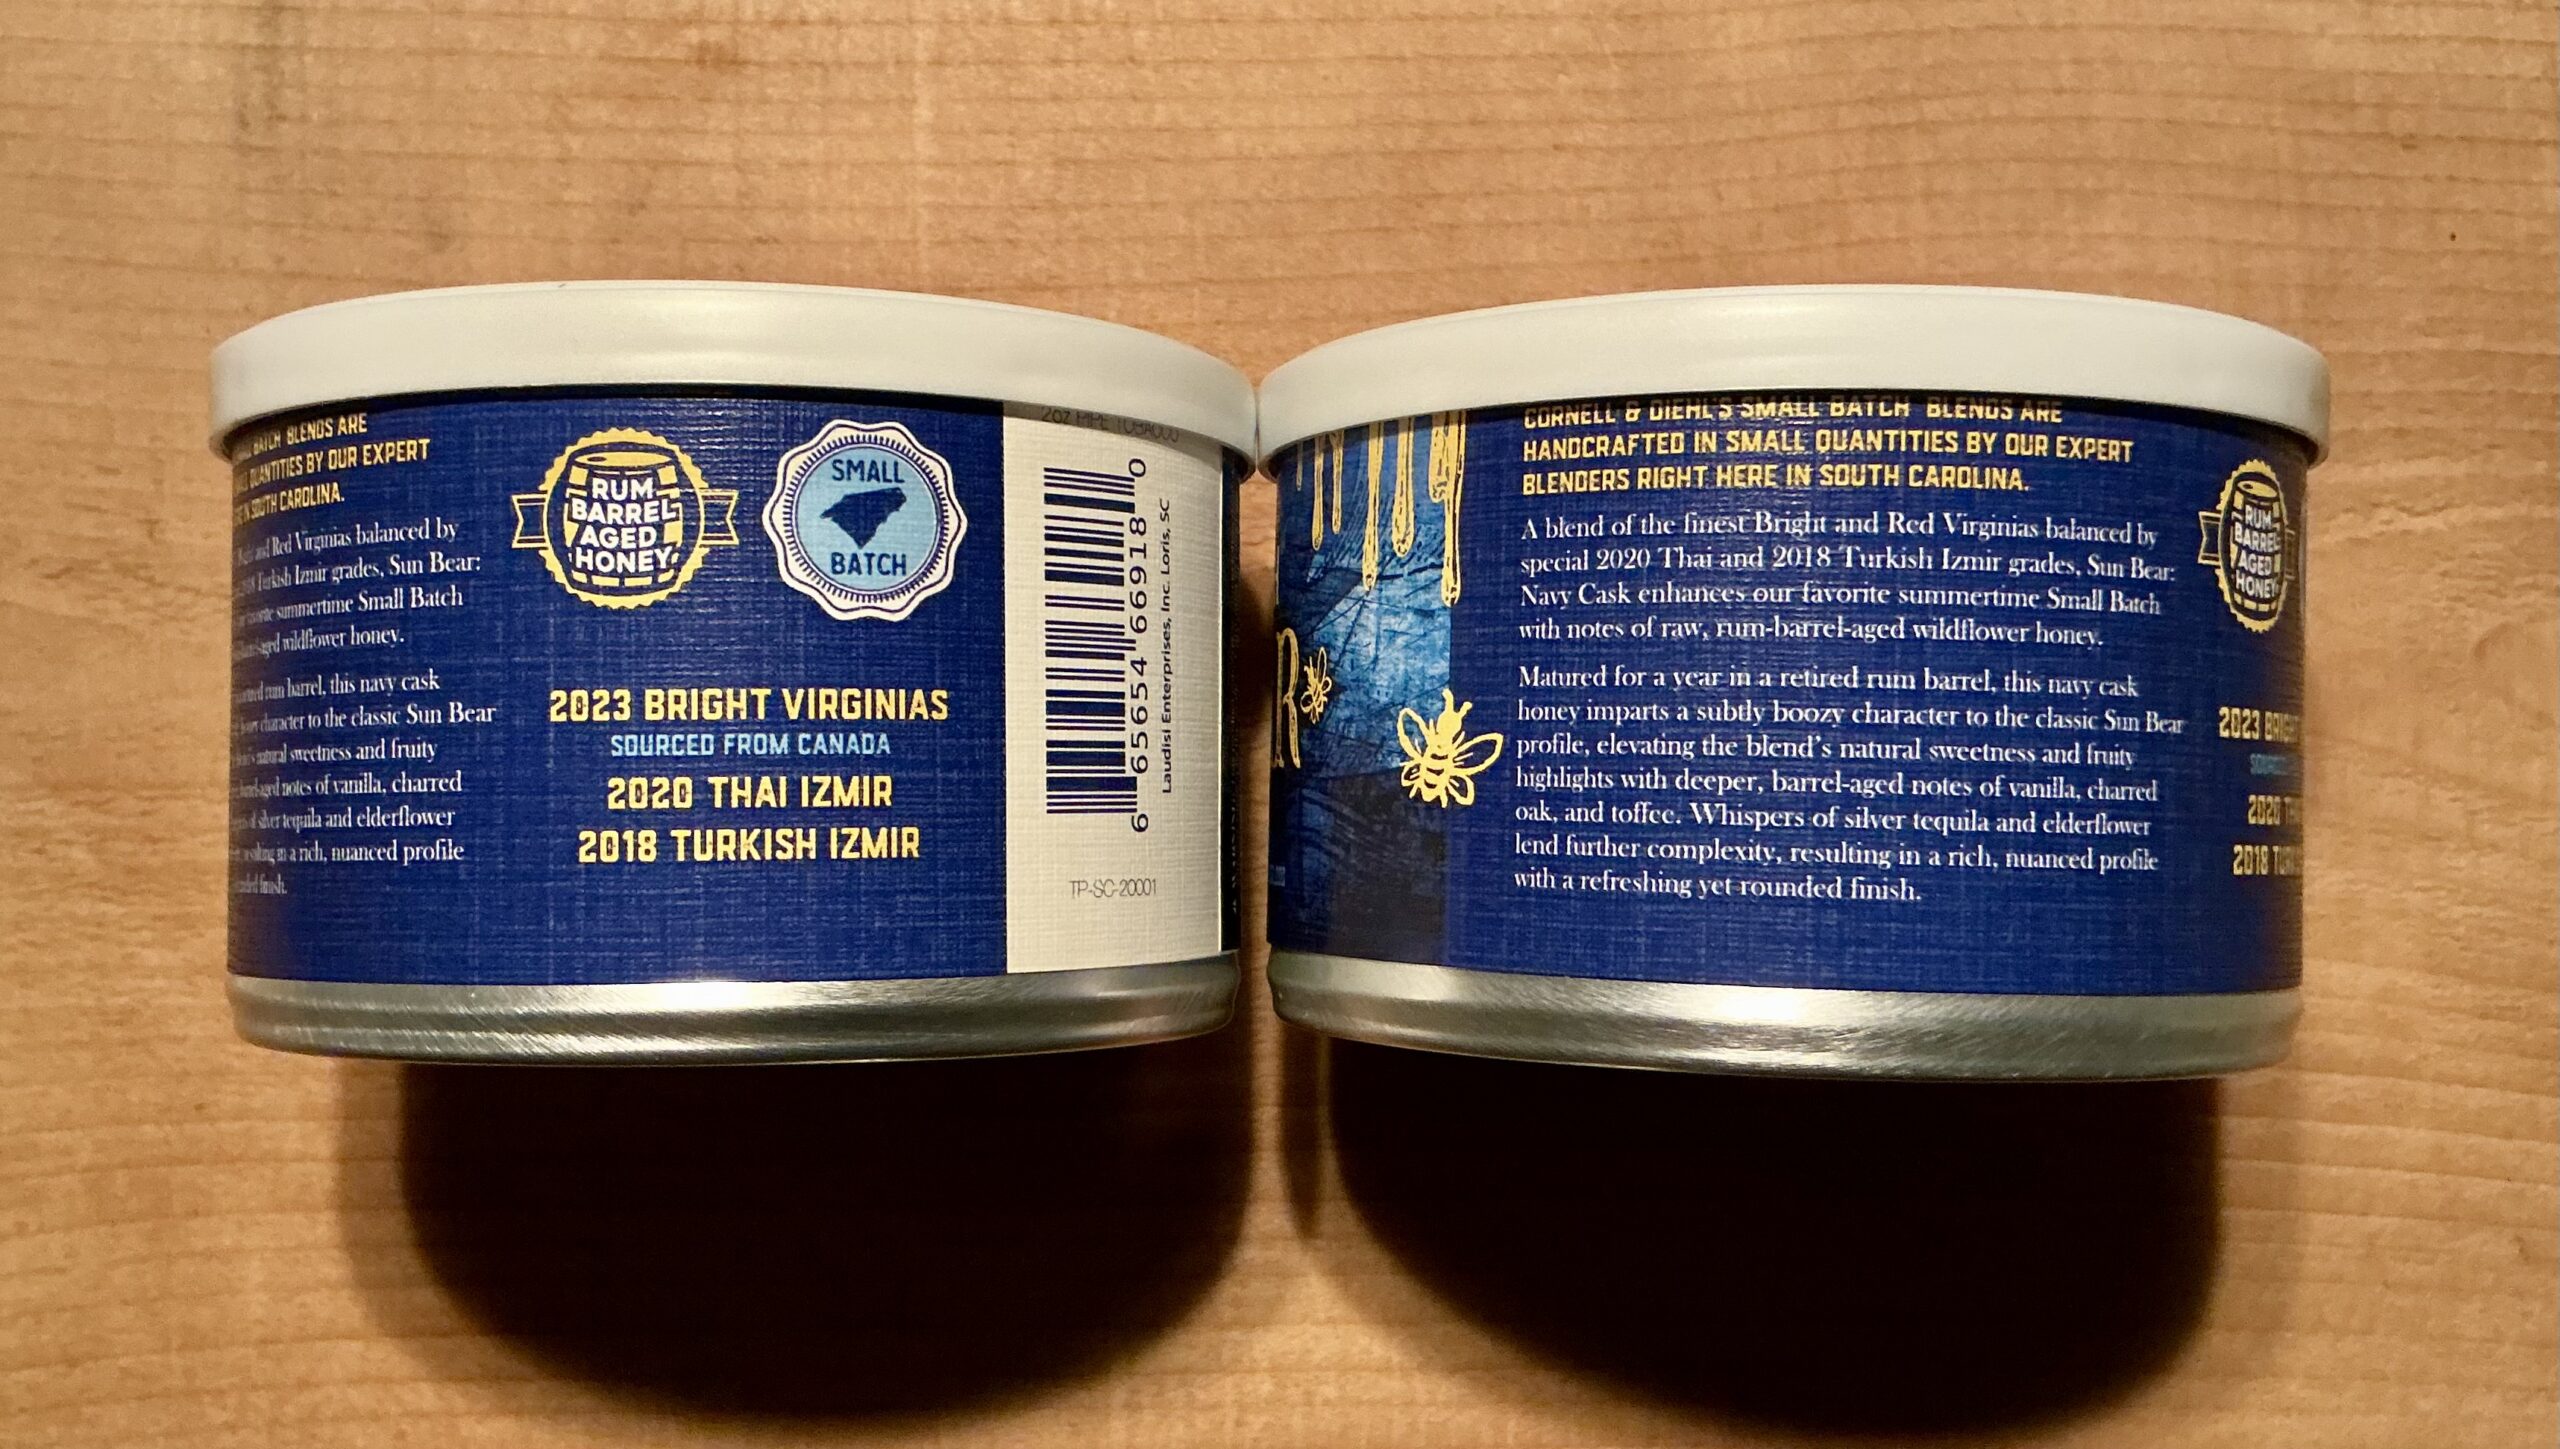 BATCH BLENDS ARE
QUANTITIES BY OUR EXPERT
IN SOUTH CAROLINA.
and Red Virginias balanced by
Turkish Izmir grades, Sun Bear:
summertime Small Batch
aged wildflower honey.
rum barrel, this navy cask
character to the classic Sun Bear
natural sweetness and fruity
notes of vanilla, charred
of silver tequila and elderflower
in a rich, nuanced profile
finish.
RUM
BARREL
AGED
HONEY
SMALL
BATCH
2023 BRIGHT VIRGINIAS
SOURCED FROM CANADA
2020 THAI IZMIR
2018 TURKISH IZMIR
2oz PIPE TOBACCO
6 65654 66918 0
Laudisi Enterprises, Inc. Loris, SC
TP-SC-20001
R
CORNELL & DIEHL'S SMALL BATCH BLENDS ARE
HANDCRAFTED IN SMALL QUANTITIES BY OUR EXPERT
BLENDERS RIGHT HERE IN SOUTH CAROLINA.
A blend of the finest Bright and Red Virginias balanced by
special 2020 Thai and 2018 Turkish Izmir grades, Sun Bear:
Navy Cask enhances our favorite summertime Small Batch
with notes of raw, rum-barrel-aged wildflower honey.
Matured for a year in a retired rum barrel, this navy cask
honey imparts a subtly boozy character to the classic Sun Bear
profile, elevating the blend's natural sweetness and fruity
highlights with deeper, barrel-aged notes of vanilla, charred
oak, and toffee. Whispers of silver tequila and elderflower
lend further complexity, resulting in a rich, nuanced profile
with a refreshing yet rounded finish.
RUM
BARREL
AGED
HONEY
2023
2020
2018